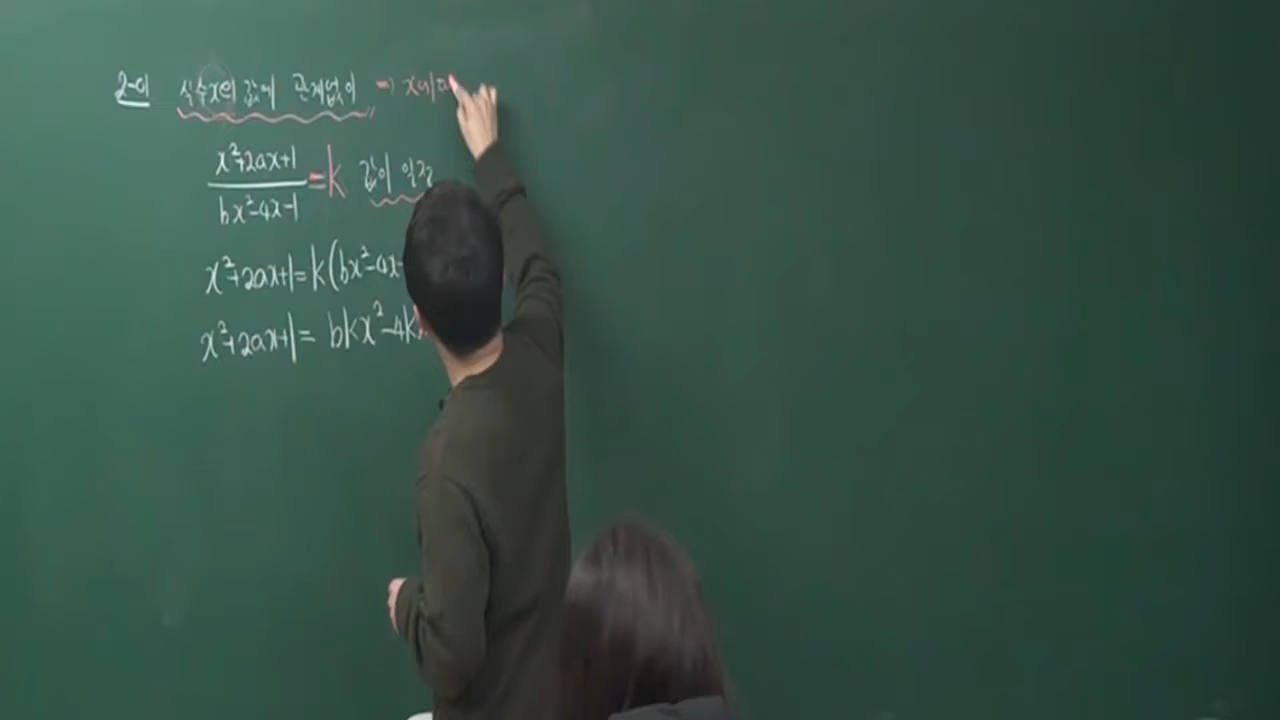 2-01 실수x의 값에 관계없이 ⇒ x에
x²+2ax+1
bx²-4x-1
=k 값이 일정
x²+2ax+1=k(bx²-4x-
x²+2ax+1= bkx²-4k